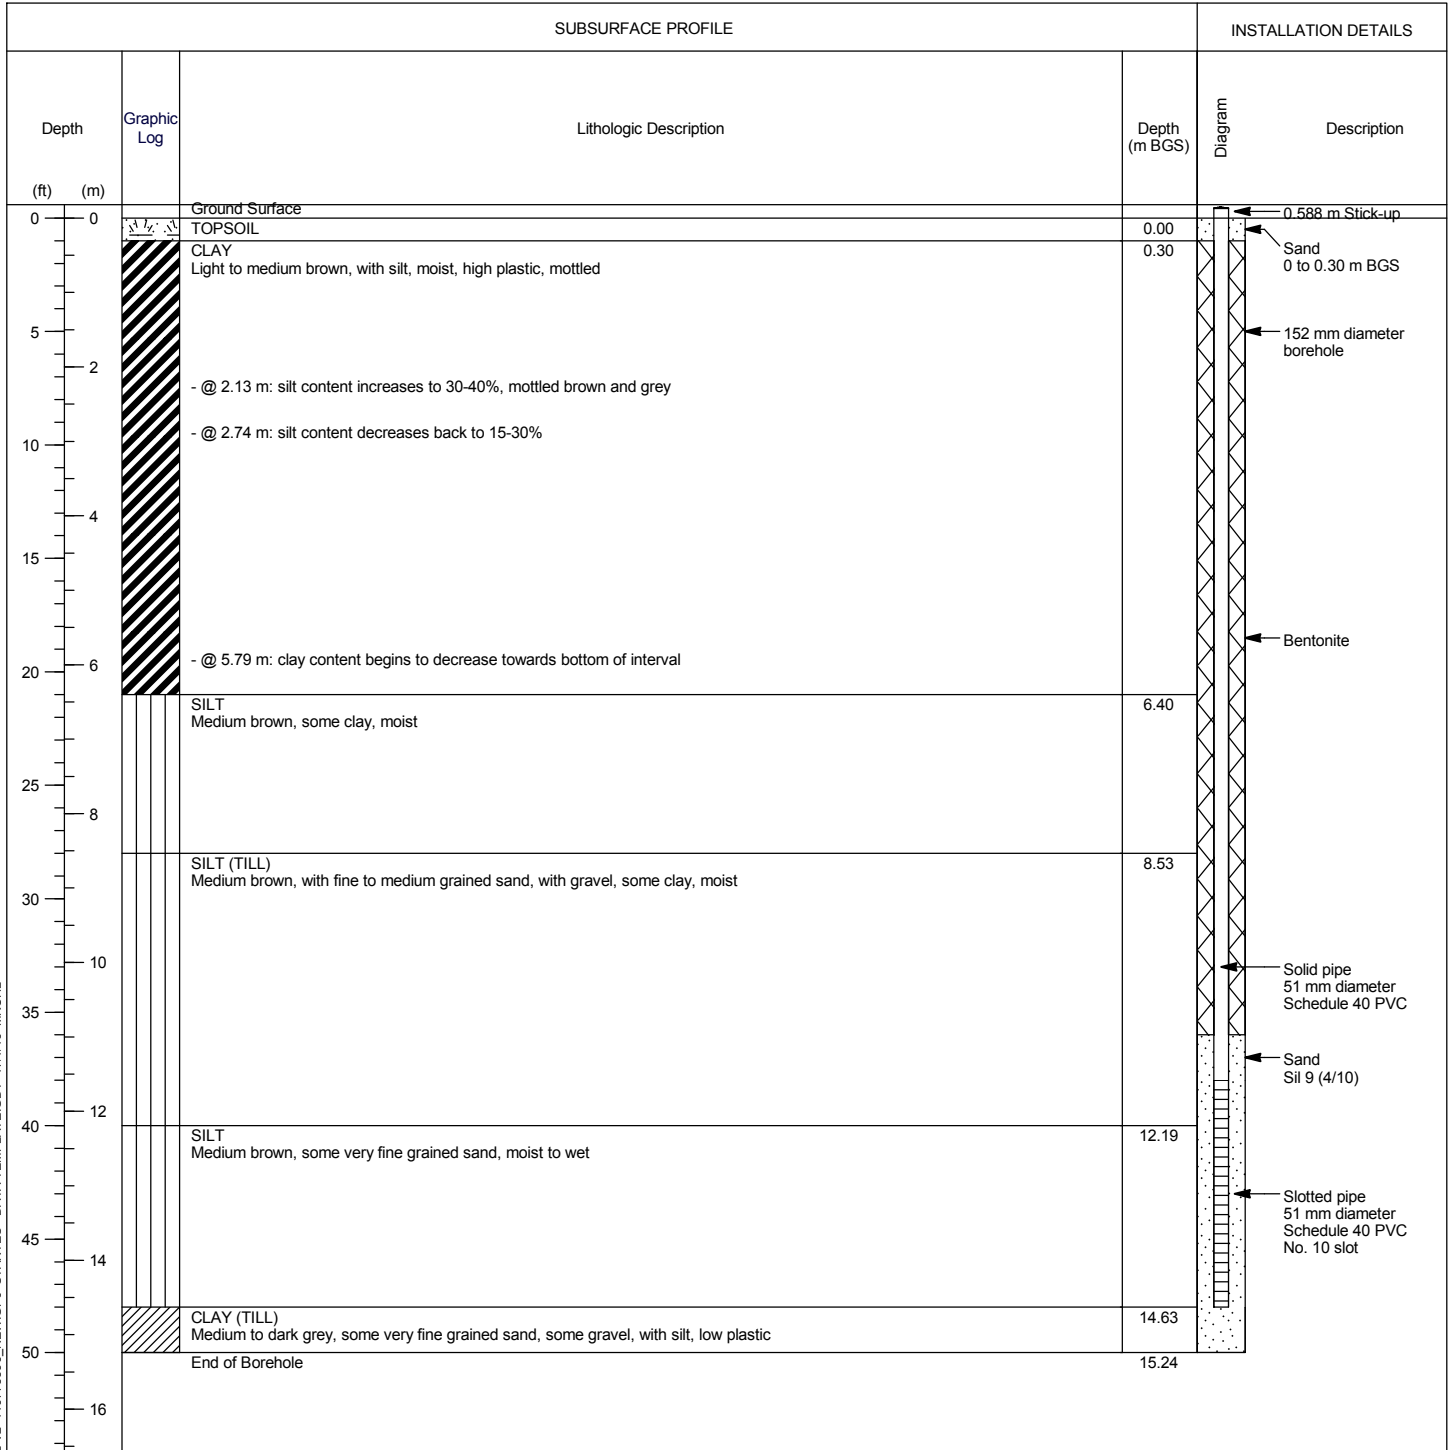 SUBSURFACE PROFILE
INSTALLATION DETAILS
Depth
(ft) (m)
Graphic
Log
Lithologic Description
Depth
(m BGS)
Diagram
Description
Ground Surface
0 0
TOPSOIL
0.00
0.588 m Stick-up
CLAY
0.30
Light to medium brown, with silt, moist, high plastic, mottled
Sand
0 to 0.30 m BGS
5
152 mm diameter
borehole
2
- @ 2.13 m: silt content increases to 30-40%, mottled brown and grey
- @ 2.74 m: silt content decreases back to 15-30%
10
4
15
Bentonite
- @ 5.79 m: clay content begins to decrease towards bottom of interval
6
20
SILT
6.40
Medium brown, some clay, moist
25
8
SILT (TILL)
8.53
Medium brown, with fine to medium grained sand, with gravel, some clay, moist
30
10
Solid pipe
51 mm diameter
Schedule 40 PVC
35
Sand
Sil 9 (4/10)
12
40
SILT
12.19
Medium brown, some very fine grained sand, moist to wet
Slotted pipe
51 mm diameter
Schedule 40 PVC
No. 10 slot
45
14
CLAY (TILL)
14.63
Medium to dark grey, some very fine grained sand, some gravel, with silt, low plastic
50
End of Borehole
15.24
16